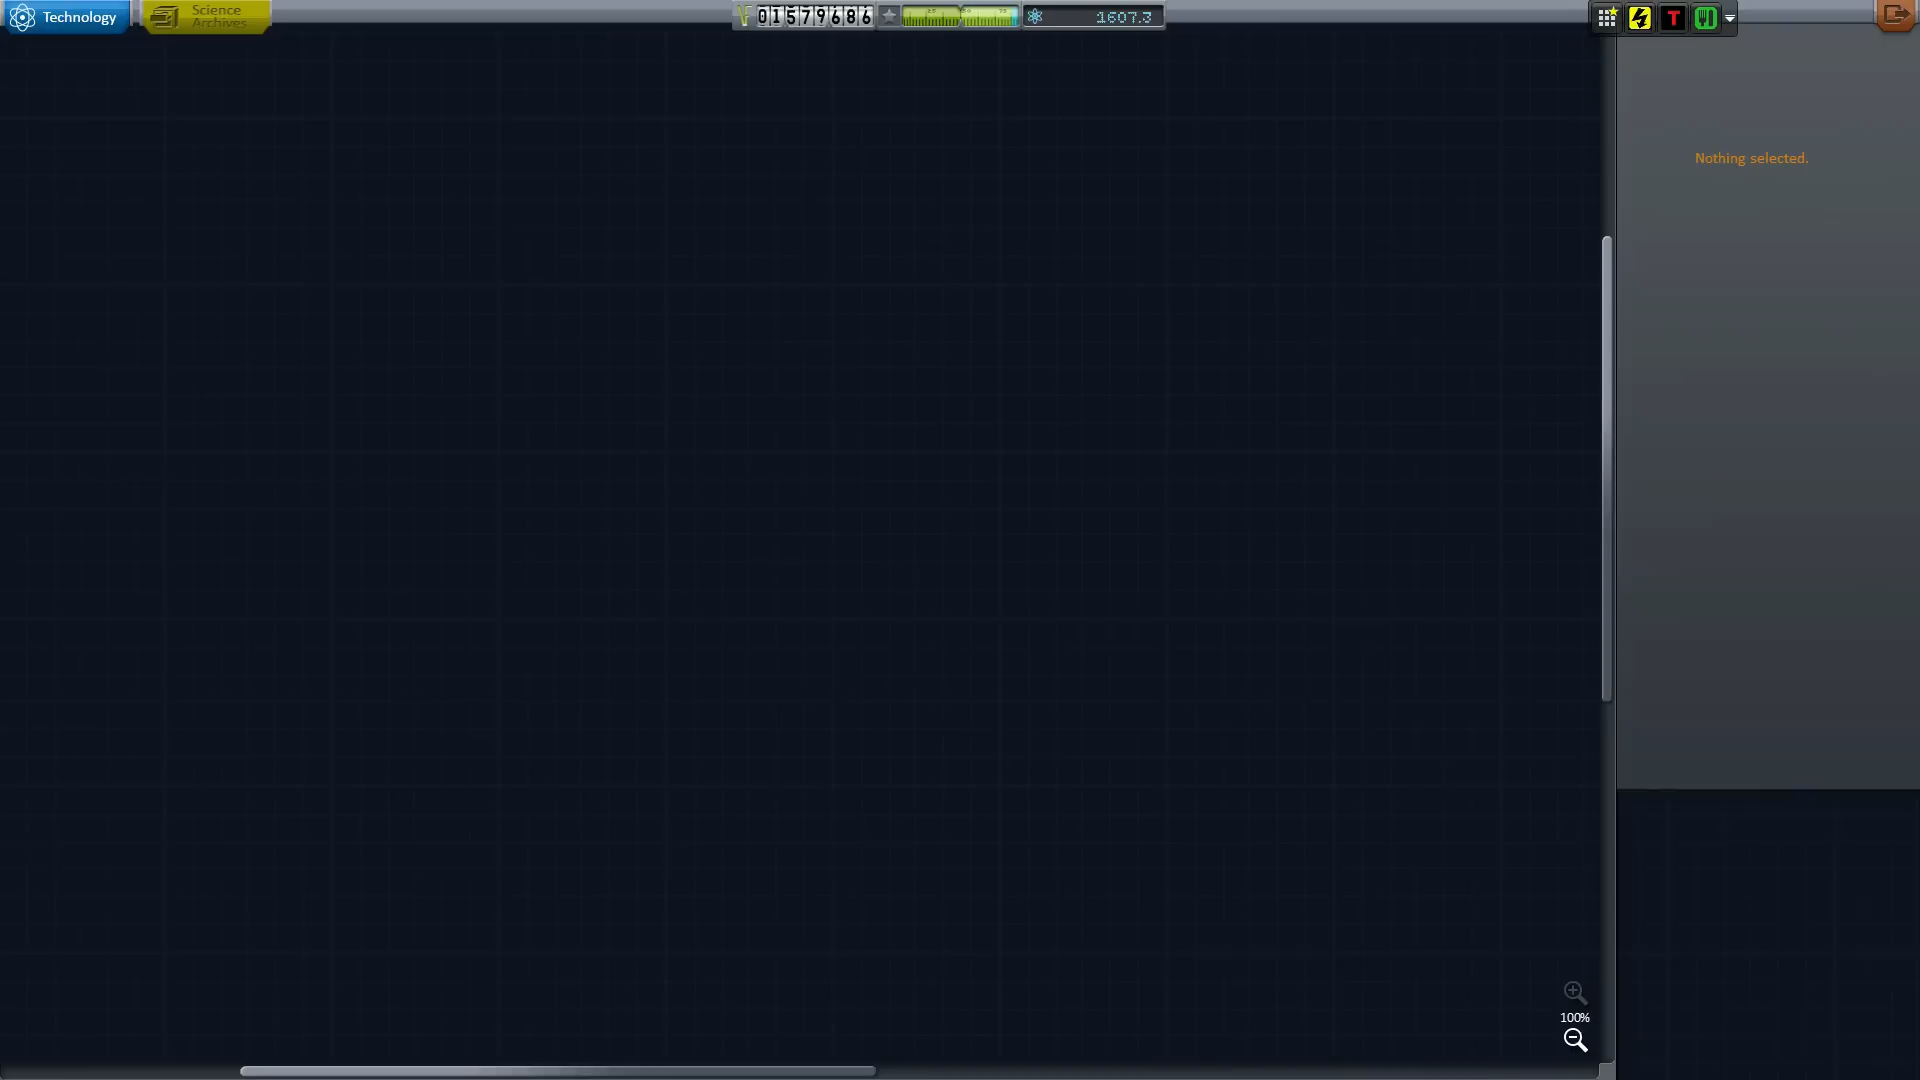 Technology
Science
Archives
01579686
1607.3
T
Nothing selected.
100%